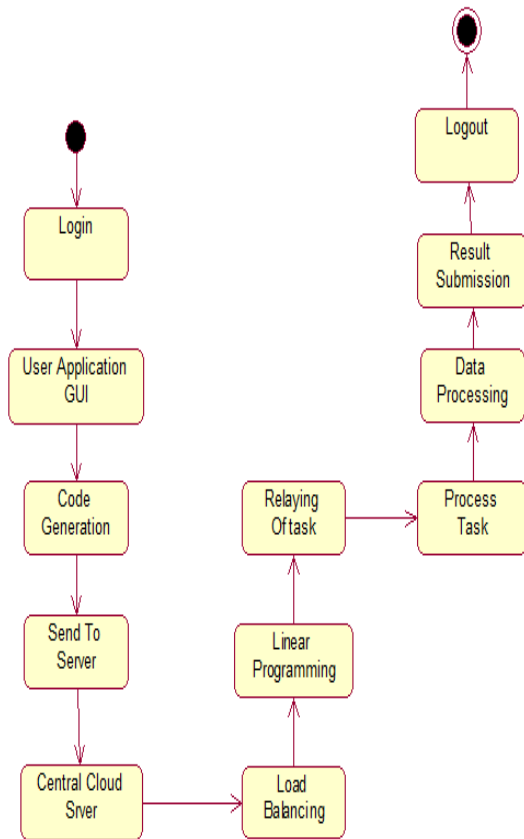 Login
User Application
GUI
Code
Generation
Send To
Server
Central Cloud
Srver
Load
Balancing
Linear
Programming
Relaying
Of task
Process
Task
Data
Processing
Result
Submission
Logout